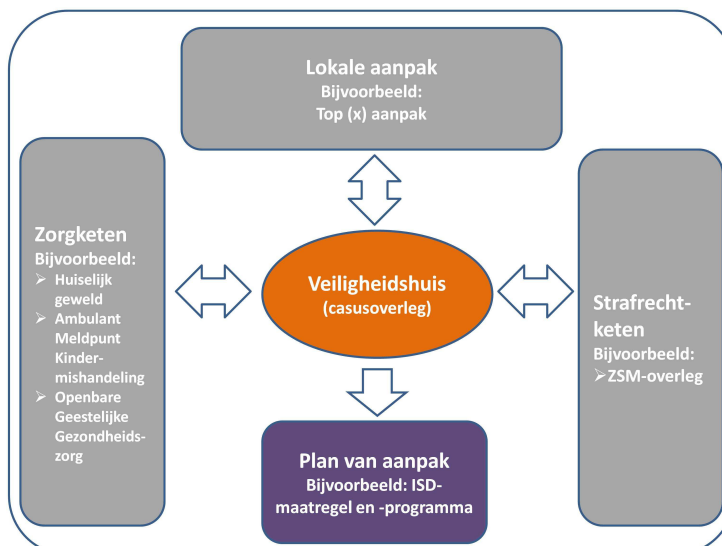 Lokale aanpak
Bijvoorbeeld:
Top (x) aanpak
Zorgketen
Bijvoorbeeld:
➢ Huiselijk
geweld
➢ Ambulant
Meldpunt
Kinder-
mishandeling
➢ Openbare
Geestelijke
Gezondheids-
zorg
Veiligheidshuis
(casusoverleg)
Strafrecht-
keten
Bijvoorbeeld:
➢ZSM-overleg
Plan van aanpak
Bijvoorbeeld: ISD-
maatregel en -programma